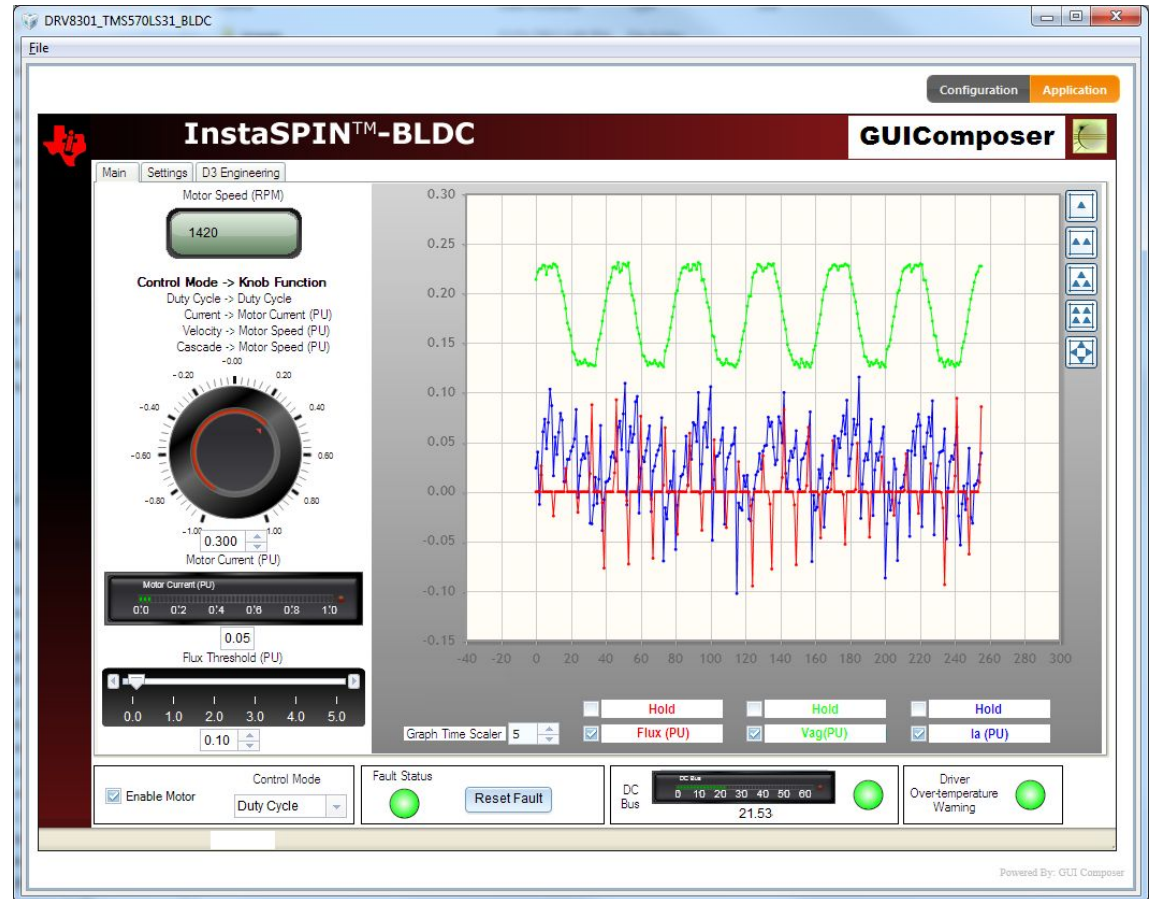 DRV8301_TMS570LS31_BLDC
File
Configuration Application
InstaSPIN™-BLDC
GUIComposer
Main Settings D3 Engineering
Motor Speed (RPM)
1420
Control Mode -> Knob Function
Duty Cycle -> Duty Cycle
Current -> Motor Current (PU)
Velocity -> Motor Speed (PU)
Cascade -> Motor Speed (PU)
-0.00
-0.20 0.20
-0.40 0.40
-0.60 0.60
-0.80 0.80
-1.00 1.00
0.300
Motor Current (PU)
Motor Current (PU)
0.0 0.2 0.4 0.6 0.8 1.0
0.05
Flux Threshold (PU)
0.0 1.0 2.0 3.0 4.0 5.0
0.10
0.30
0.25
0.20
0.15
0.10
0.05
0.00
-0.05
-0.10
-0.15
-40 -20 0 20 40 60 80 100 120 140 160 180 200 220 240 260 280 300
Hold Hold Hold
Graph Time Scaler 5 Flux (PU) Vag(PU) Ia (PU)
Enable Motor
Control Mode
Duty Cycle
Fault Status
Reset Fault
DC Bus
DC Bus
0 10 20 30 40 50 60
21.53
Driver
Over-temperature
Warning
Powered By: GUI Composer